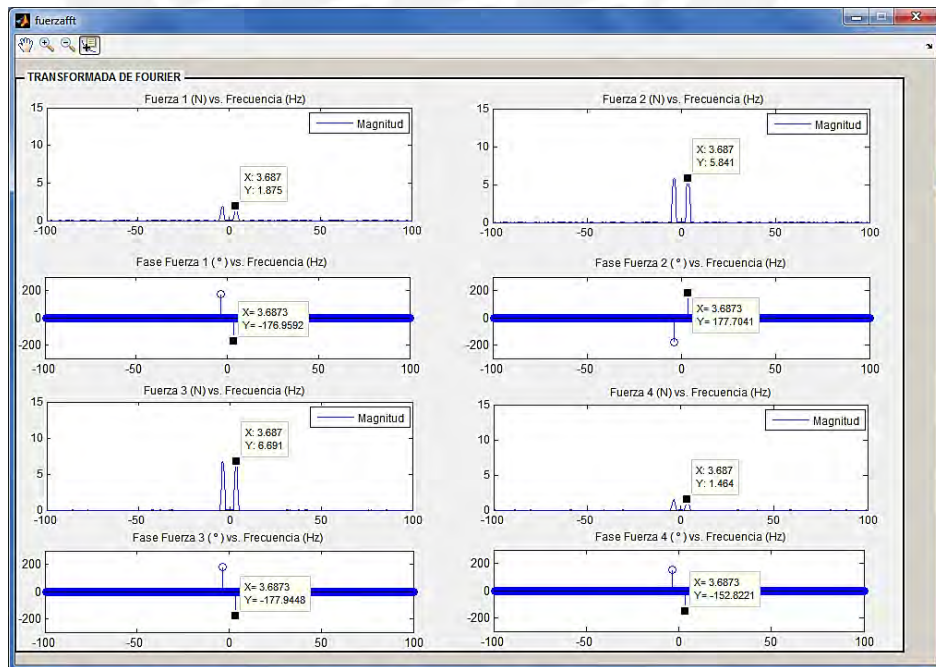 fuerzafft
TRANSFORMADA DE FOURIER
Fuerza 1 (N) vs. Frecuencia (Hz)
15
10
5
0
-100 -50 0 50 100
Magnitud
X: 3.687
Y: 1.875
Fuerza 2 (N) vs. Frecuencia (Hz)
15
10
5
0
-100 -50 0 50 100
Magnitud
X: 3.687
Y: 5.841
Fase Fuerza 1 ( ° ) vs. Frecuencia (Hz)
200
0
-200
-100 -50 0 50 100
X= 3.6873
Y= -176.9592
Fase Fuerza 2 ( ° ) vs. Frecuencia (Hz)
200
0
-200
-100 -50 0 50 100
X= 3.6873
Y= 177.7041
Fuerza 3 (N) vs. Frecuencia (Hz)
15
10
5
0
-100 -50 0 50 100
Magnitud
X: 3.687
Y: 6.691
Fuerza 4 (N) vs. Frecuencia (Hz)
15
10
5
0
-100 -50 0 50 100
Magnitud
X: 3.687
Y: 1.464
Fase Fuerza 3 ( ° ) vs. Frecuencia (Hz)
200
0
-200
-100 -50 0 50 100
X= 3.6873
Y= -177.9448
Fase Fuerza 4 ( ° ) vs. Frecuencia (Hz)
200
0
-200
-100 -50 0 50 100
X= 3.6873
Y= -152.8221